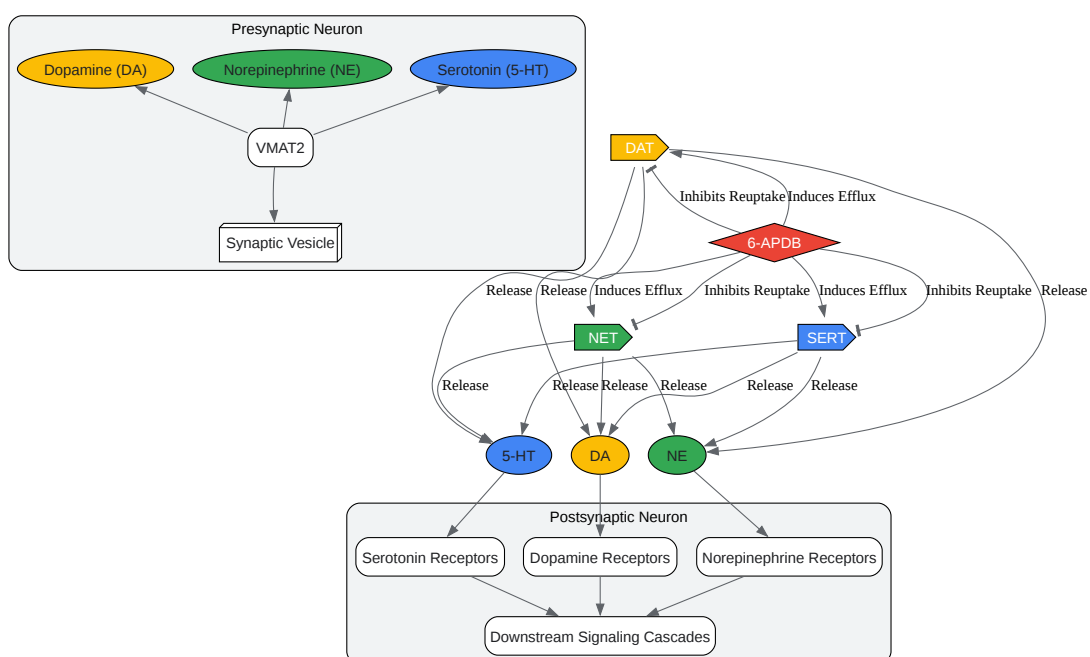 Presynaptic Neuron
Dopamine (DA)
Norepinephrine (NE)
Serotonin (5-HT)
VMAT2
DAT
Inhibits Reuptake
Induces Efflux
Synaptic Vesicle
6-APDB
Release
Release
Induces Efflux
Inhibits Reuptake
Induces Efflux
Inhibits Reuptake
Release
NET
SERT
Release
Release
Release
Release
Release
Release
5-HT
DA
NE
Postsynaptic Neuron
Serotonin Receptors
Dopamine Receptors
Norepinephrine Receptors
Downstream Signaling Cascades